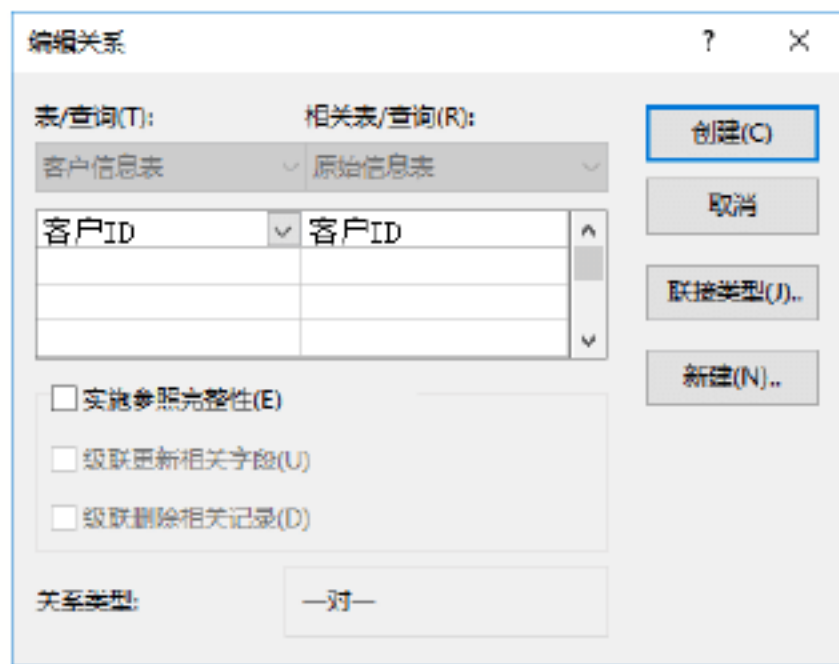 编辑关系
表/查询(T): 相关表/查询(R):
客户信息表 原始信息表
客户ID 客户ID
实施参照完整性(E)
级联更新相关字段(U)
级联删除相关记录(D)
关系类型: 一对一
创建(C)
取消
联接类型(J)..
新建(N)..